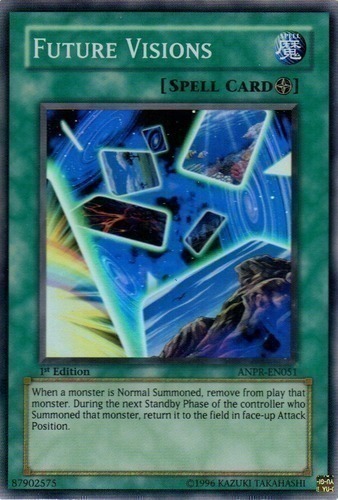 FUTURE VISIONS
魔
[SPELL CARD]
1st Edition
ANPR-EN051
When a monster is Normal Summoned, remove from play that
monster. During the next Standby Phase of the controller who
Summoned that monster, return it to the field in face-up Attack
Position.
87902575
©1996 KAZUKI TAKAHASHI